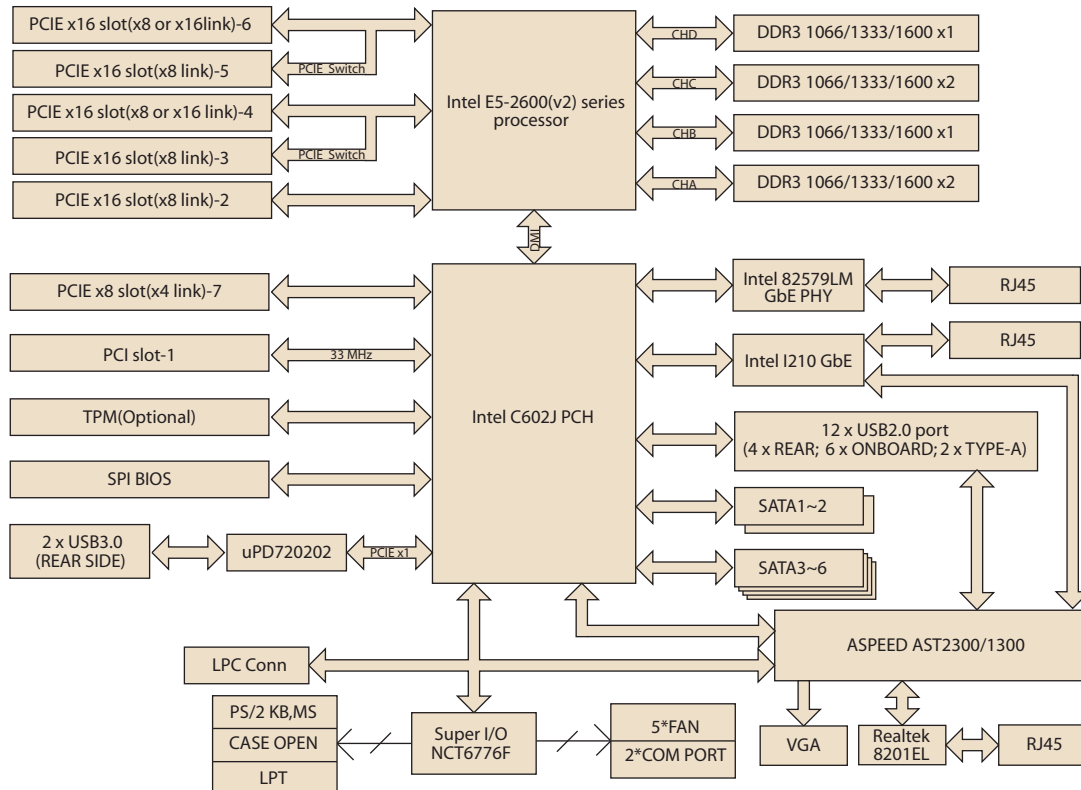 PCIE x16 slot(x8 or x16link)-6
PCIE x16 slot(x8 link)-5
PCIE Switch
PCIE x16 slot(x8 or x16 link)-4
PCIE x16 slot(x8 link)-3
PCIE Switch
PCIE x16 slot(x8 link)-2
Intel E5-2600(v2) series
processor
CHD
DDR3 1066/1333/1600 x1
CHC
DDR3 1066/1333/1600 x2
CHB
DDR3 1066/1333/1600 x1
CHA
DDR3 1066/1333/1600 x2
DMI
PCIE x8 slot(x4 link)-7
PCI slot-1
33 MHz
TPM(Optional)
SPI BIOS
2 x USB3.0
(REAR SIDE)
uPD720202
PCIE x1
Intel C602J PCH
Intel 82579LM
GbE PHY
RJ45
Intel I210 GbE
RJ45
12 x USB2.0 port
(4 x REAR; 6 x ONBOARD; 2 x TYPE-A)
SATA1~2
SATA3~6
ASPEED AST2300/1300
LPC Conn
PS/2 KB,MS
CASE OPEN
LPT
Super I/O
NCT6776F
5*FAN
2*COM PORT
VGA
Realtek
8201EL
RJ45